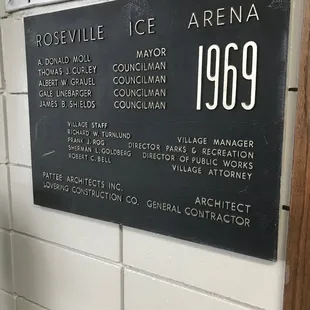 ROSEVILLE ICE ARENA
A. DONALD MOLL MAYOR
THOMAS J. CURLEY COUNCILMAN
ALBERT W. GRAUEL COUNCILMAN
GALE LINEBARGER COUNCILMAN
JAMES B. SHIELDS COUNCILMAN
1969
VILLAGE STAFF
RICHARD W. TURNLUND VILLAGE MANAGER
FRANK J. ROG DIRECTOR PARKS & RECREATION
SHERMAN L. GOLDBERG DIRECTOR OF PUBLIC WORKS
ROBERT C. BELL VILLAGE ATTORNEY
PATTEE ARCHITECTS INC. ARCHITECT
LOVERING CONSTRUCTION CO. GENERAL CONTRACTOR